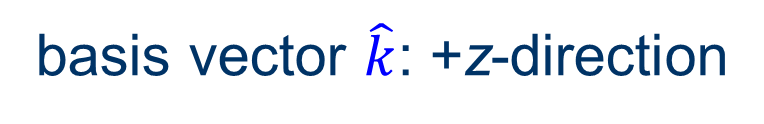 basis vector k̂: +z-direction